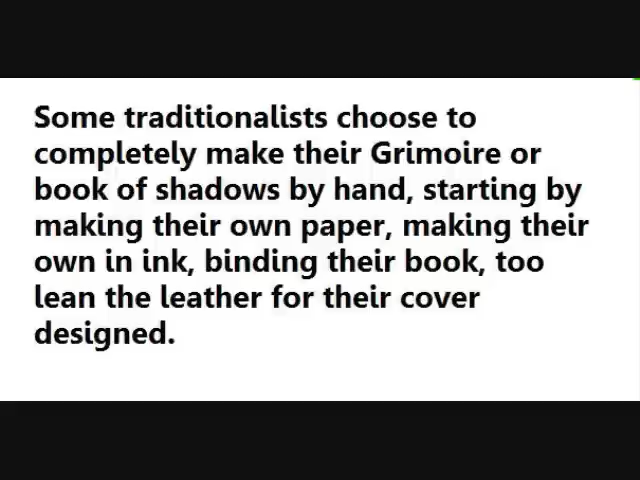 Some traditionalists choose to
completely make their Grimoire or
book of shadows by hand, starting by
making their own paper, making their
own in ink, binding their book, too
lean the leather for their cover
designed.